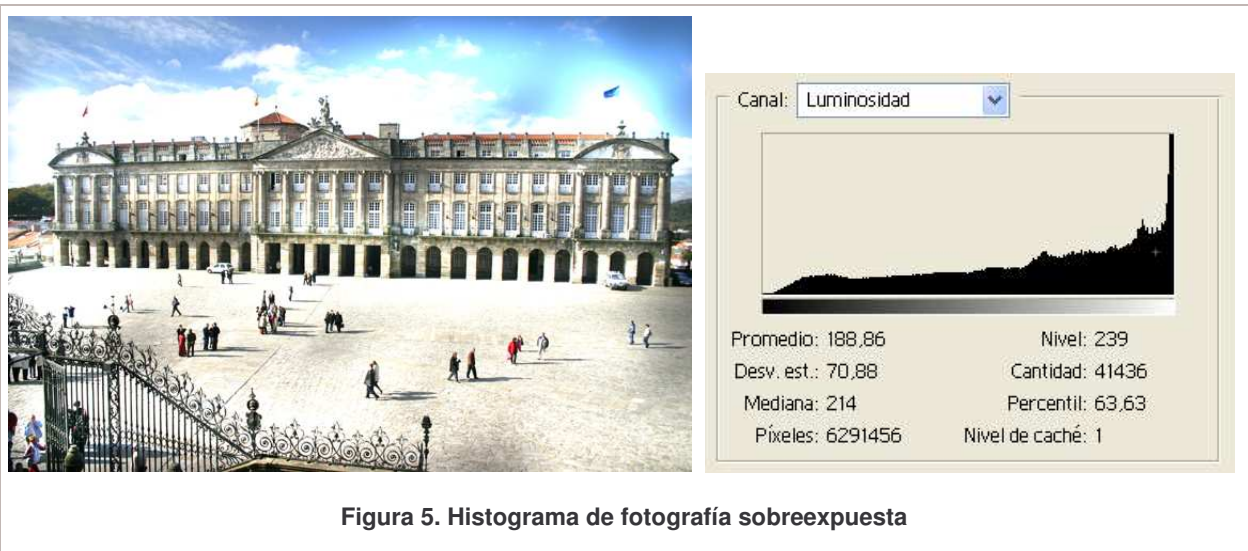 Canal: Luminosidad
Promedio: 188,86 Nivel: 239
Desv. est.: 70,88 Cantidad: 41436
Mediana: 214 Percentil: 63,63
Píxeles: 6291456 Nivel de caché: 1
Figura 5. Histograma de fotografía sobreexpuesta